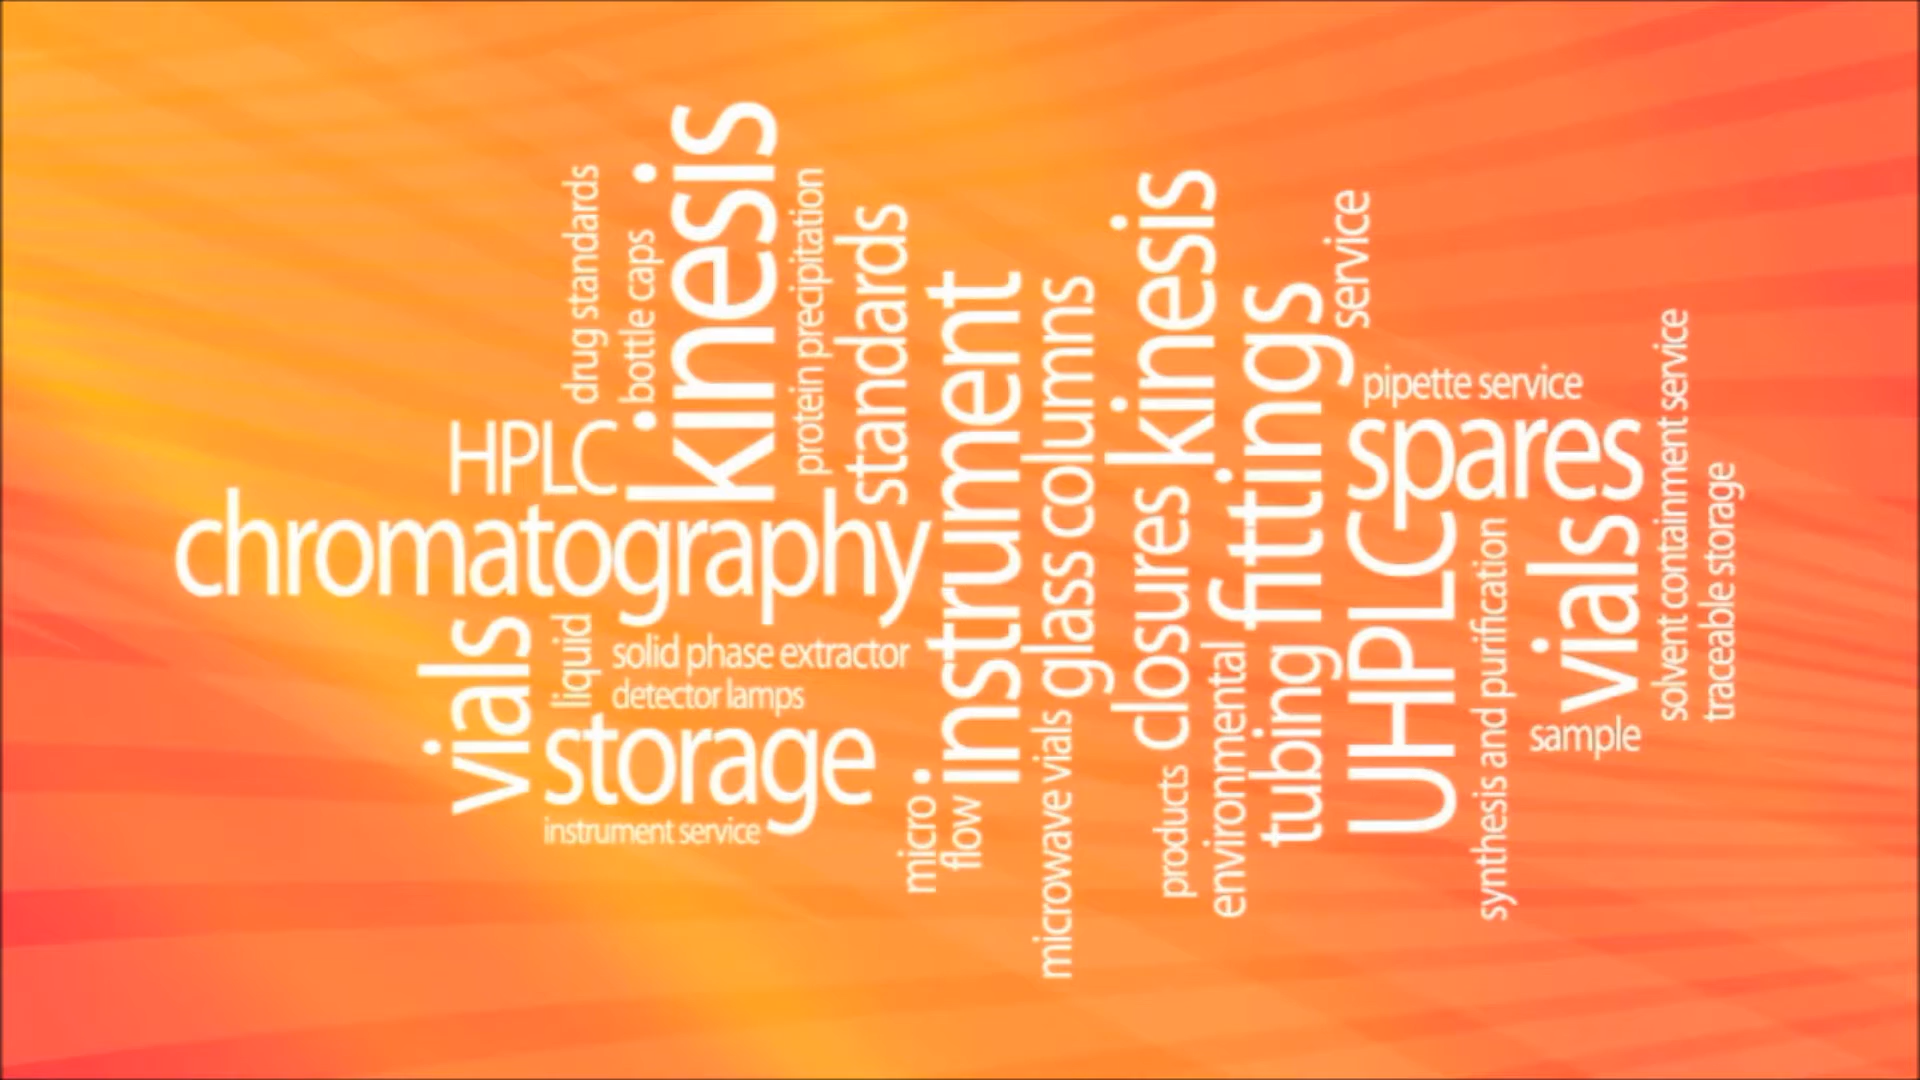 drug standards
bottle caps
kinesis
protein precipitation
standards
HPLC
chromatography
vials
liquid
solid phase extractor
detector lamps
storage
instrument service
micro
flow
instrument
glass columns
microwave vials
kinesis
closures
products
environmental
fittings
tubing
service
pipette service
spares
UHPLC
synthesis and purification
vials
sample
solvent containment service
traceable storage